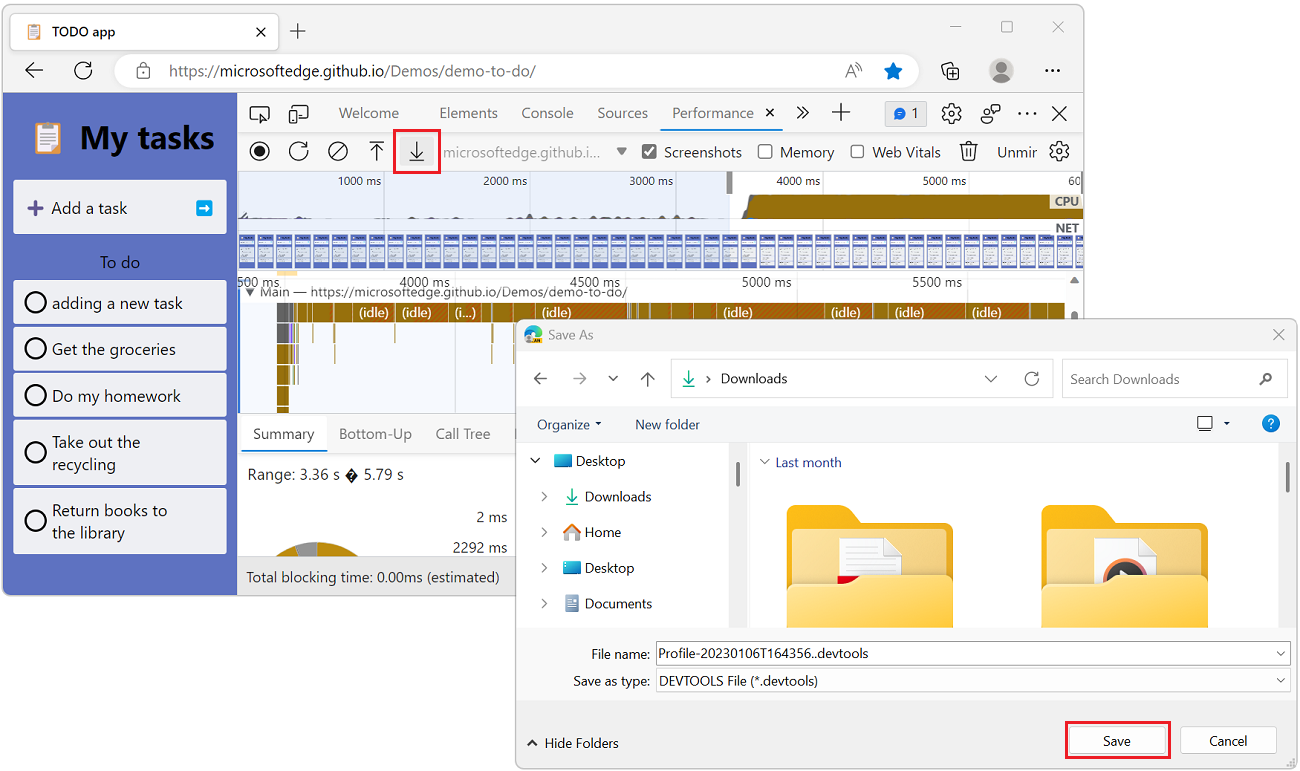 TODO app
https://microsoftedge.github.io/Demos/demo-to-do/
A
My tasks
Add a task
To do
adding a new task
Get the groceries
Do my homework
Take out the
recycling
Return books to
the library
Welcome Elements Console Sources Performance 1
microsoftedge.github.i... Screenshots Memory Web Vitals Unmir
1000 ms 2000 ms 3000 ms 4000 ms 5000 ms 60
CPU
NET
500 ms 4000 ms 4500 ms 5000 ms 5500 ms
Main — https://microsoftedge.github.io/Demos/demo-to-do/
(idle) (idle) (i...) (idle) (idle) (idle) (idle) (idle)
Summary Bottom-Up Call Tree
Range: 3.36 s � 5.79 s
2 ms
2292 ms
Total blocking time: 0.00ms (estimated)
Save As
Downloads
Search Downloads
Organize New folder
?
Desktop
Downloads
Home
Desktop
Documents
Last month
File name: Profile-20230106T164356..devtools
Save as type: DEVTOOLS File (*.devtools)
Hide Folders
Save Cancel